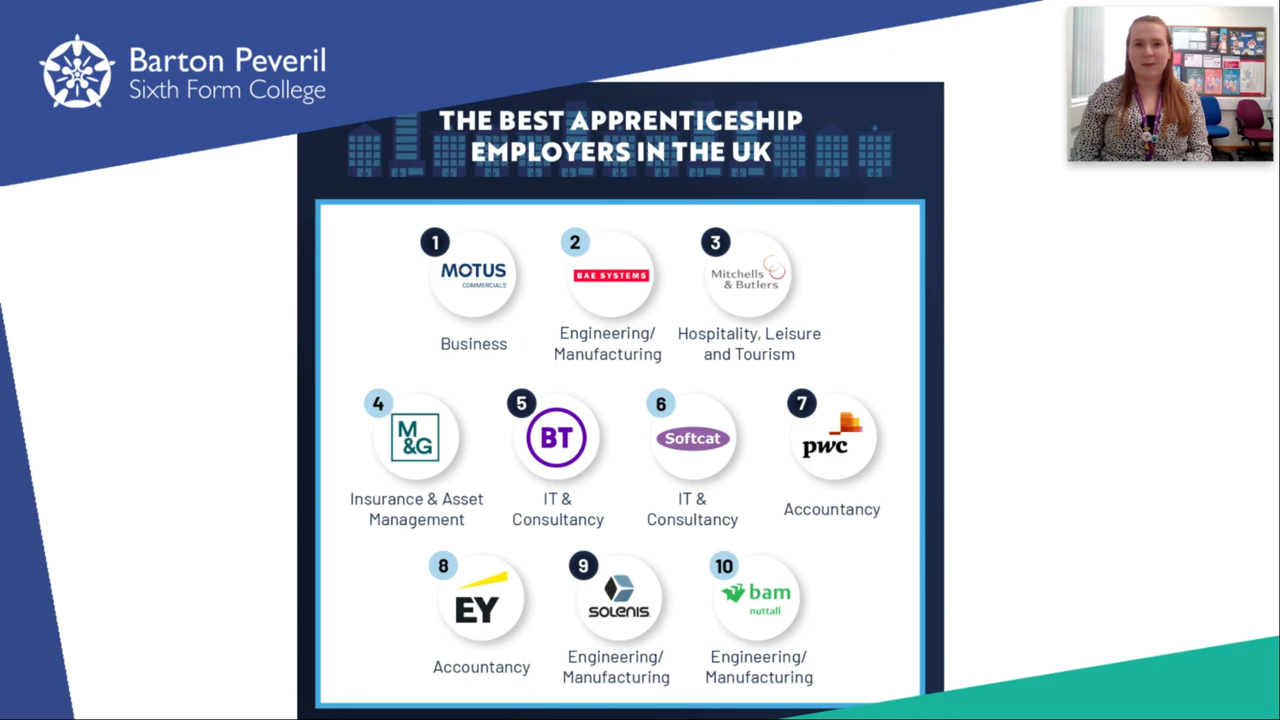 Barton Peveril
Sixth Form College
THE BEST APPRENTICESHIP
EMPLOYERS IN THE UK
1
MOTUS
COMMERCIALS
Business
2
BAE SYSTEMS
Engineering/
Manufacturing
3
Mitchells
& Butlers
Hospitality, Leisure
and Tourism
4
M
&G
Insurance & Asset
Management
5
BT
IT &
Consultancy
6
Softcat
IT &
Consultancy
7
pwc
Accountancy
8
EY
Accountancy
9
SOLENIS
Engineering/
Manufacturing
10
bam
nuttall
Engineering/
Manufacturing